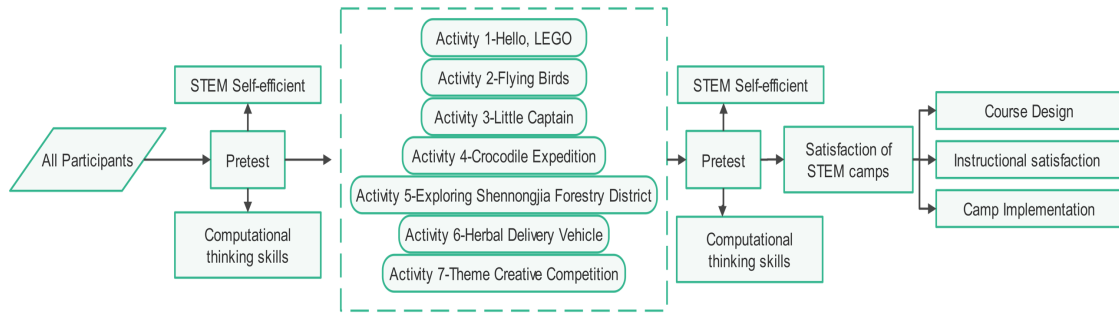 All Participants
STEM Self-efficient
Pretest
Computational
thinking skills
Activity 1-Hello, LEGO
Activity 2-Flying Birds
Activity 3-Little Captain
Activity 4-Crocodile Expedition
Activity 5-Exploring Shennongjia Forestry District
Activity 6-Herbal Delivery Vehicle
Activity 7-Theme Creative Competition
STEM Self-efficient
Pretest
Computational
thinking skills
Satisfaction of
STEM camps
Course Design
Instructional satisfaction
Camp Implementation